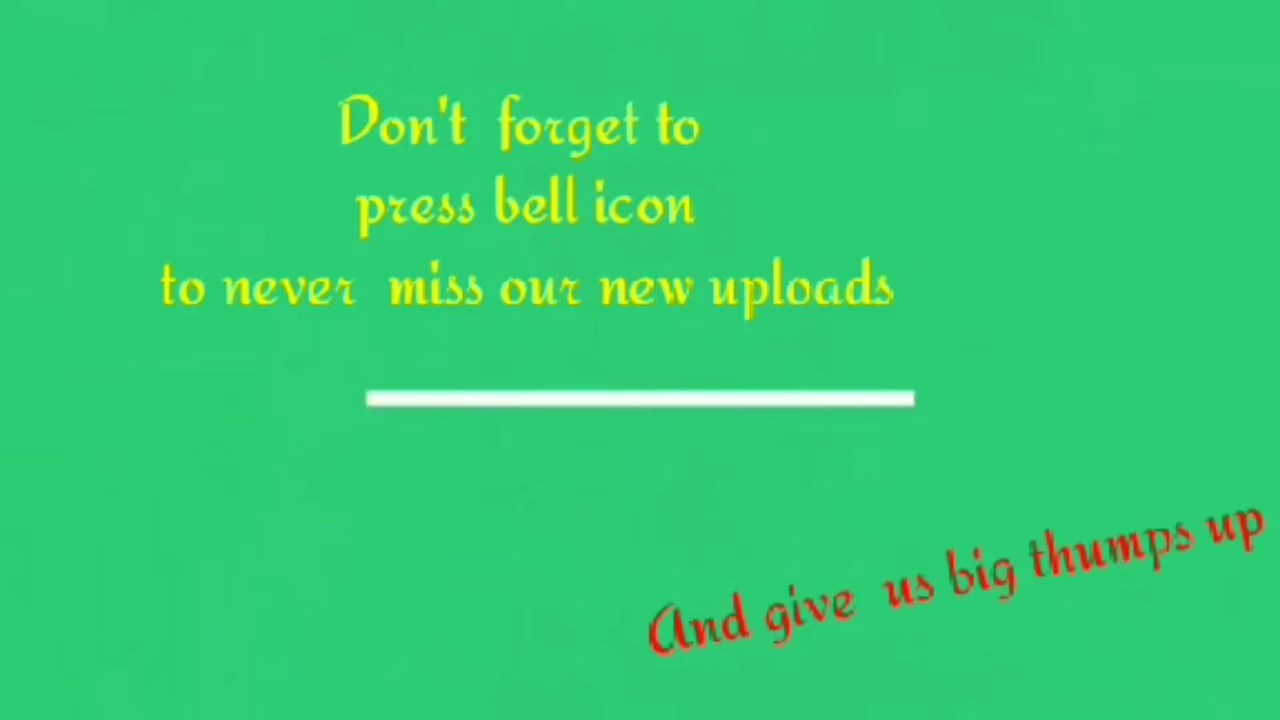 Don't forget to
press bell icon
to never miss our new uploads
And give us big thumps up